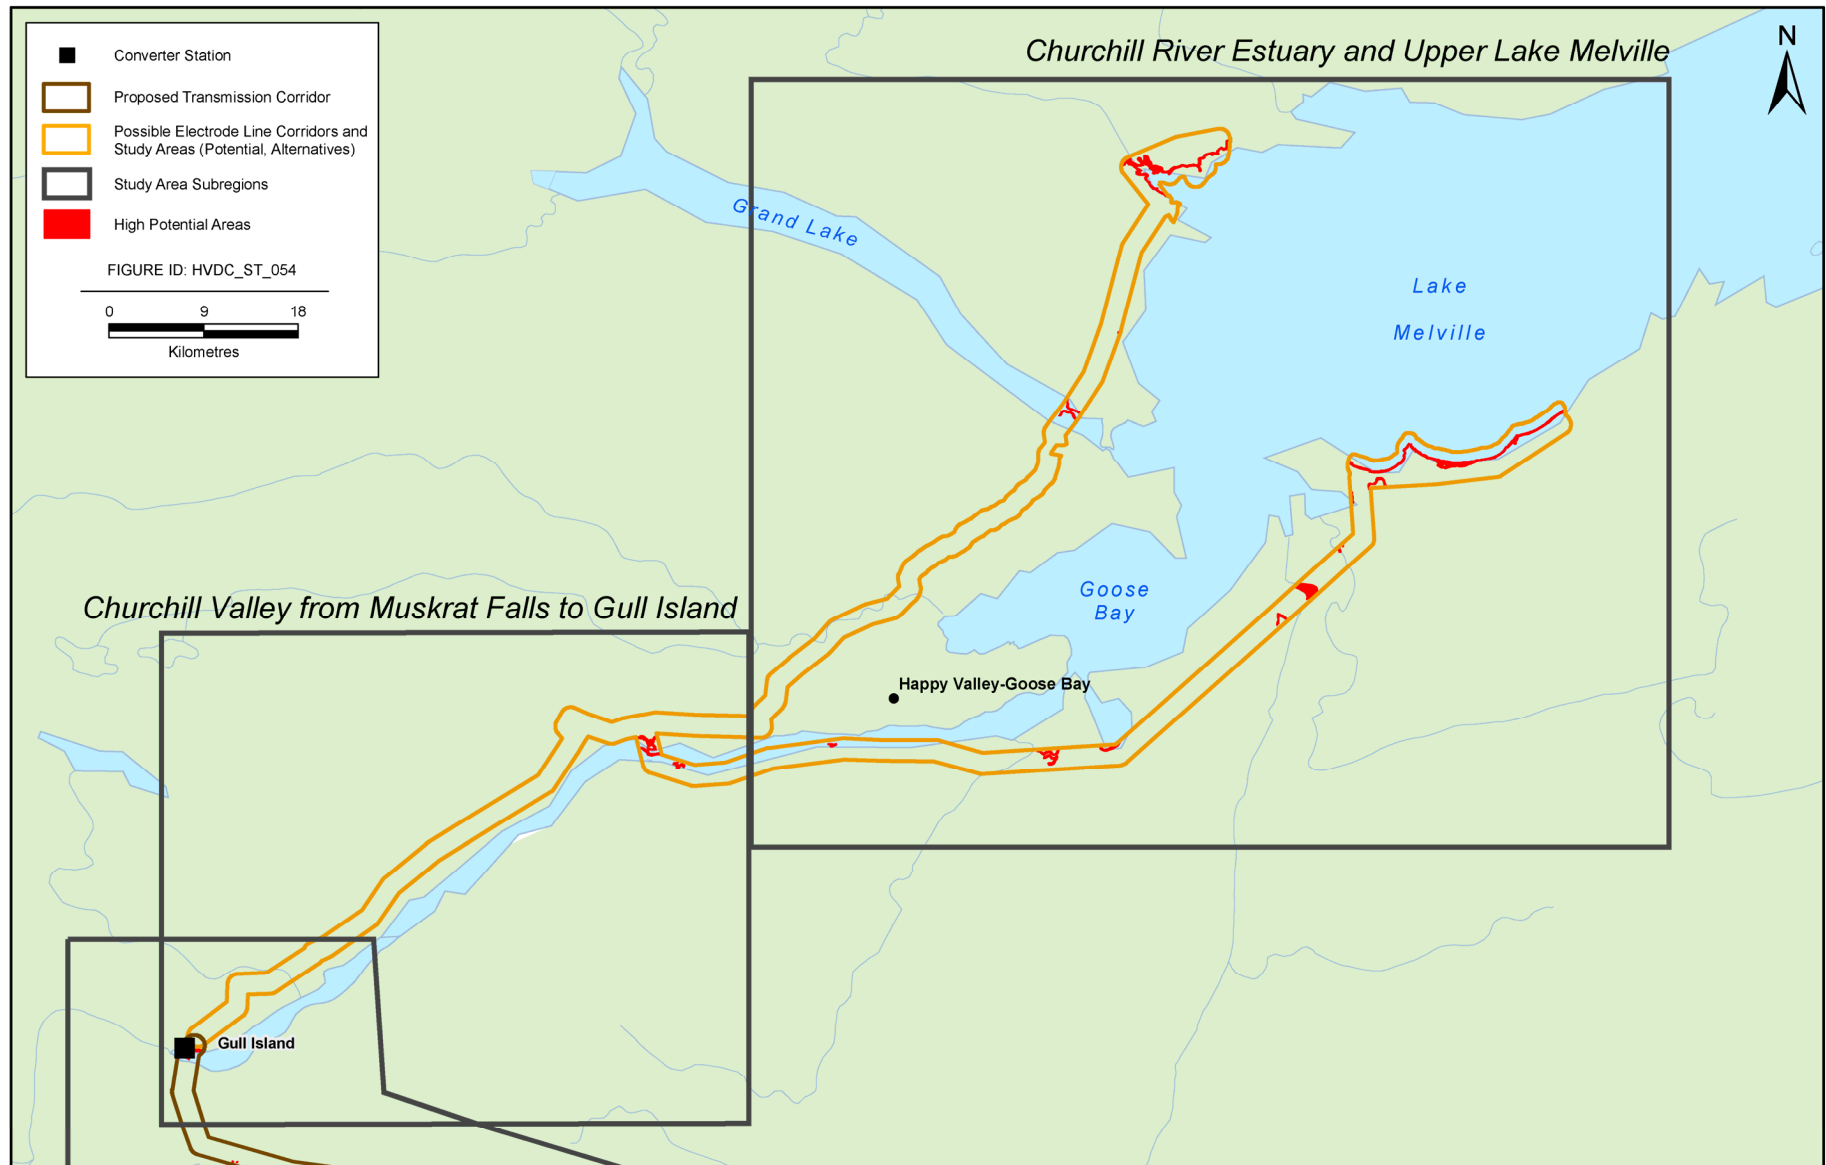 Converter Station
Proposed Transmission Corridor
Possible Electrode Line Corridors and
Study Areas (Potential, Alternatives)
Study Area Subregions
High Potential Areas
FIGURE ID: HVDC_ST_054
0 9 18
Kilometres
Churchill River Estuary and Upper Lake Melville
N
Grand Lake
Lake
Melville
Goose
Bay
Churchill Valley from Muskrat Falls to Gull Island
Happy Valley-Goose Bay
Gull Island